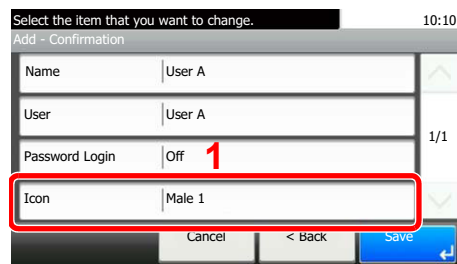 Select the item that you want to change. 10:10
Add - Confirmation
Name User A
User User A
1/1
Password Login Off 1
Icon Male 1
Cancel < Back Save